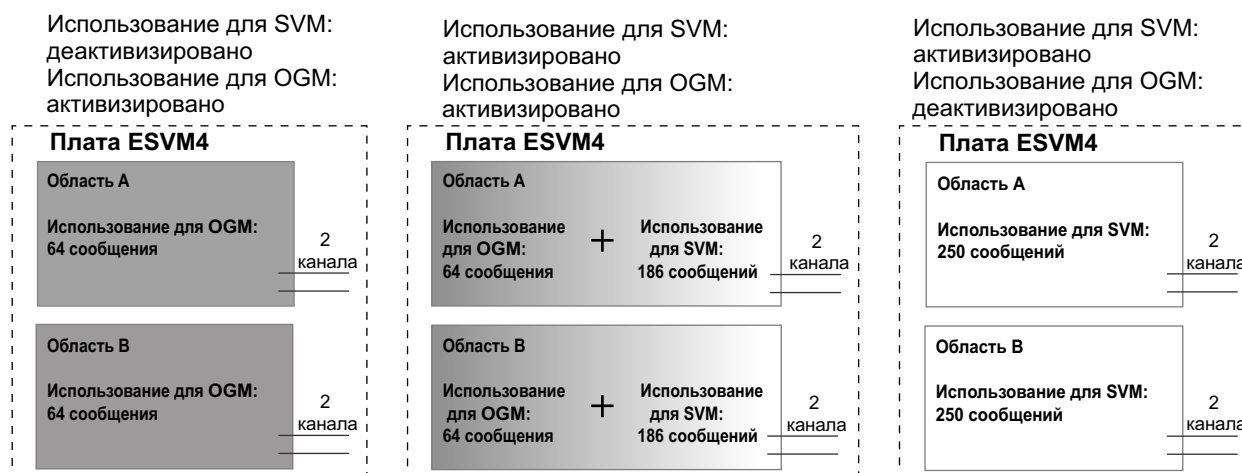 Использование для SVM:
деактивизировано
Использование для OGM:
активизировано
Плата ESVM4
Область A
Использование для OGM:
64 сообщения
2
канала
Область B
Использование для OGM:
64 сообщения
2
канала
Использование для SVM:
активизировано
Использование для OGM:
активизировано
Плата ESVM4
Область A
Использование
для OGM:
64 сообщения
+
Использование
для SVM:
186 сообщений
2
канала
Область B
Использование
для OGM:
64 сообщения
+
Использование
для SVM:
186 сообщений
2
канала
Использование для SVM:
активизировано
Использование для OGM:
деактивизировано
Плата ESVM4
Область A
Использование для SVM:
250 сообщений
2
канала
Область B
Использование для SVM:
250 сообщений
2
канала